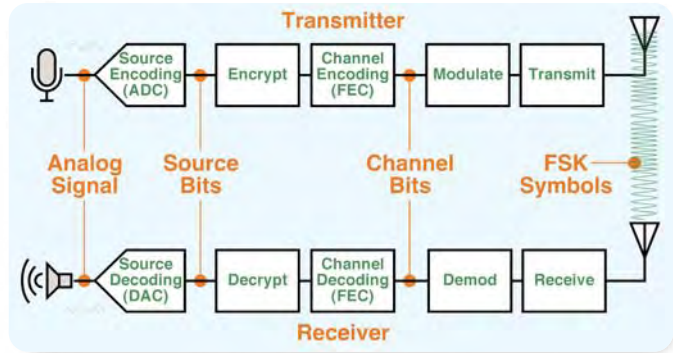 Transmitter
Source
Encoding
(ADC)
Encrypt
Channel
Encoding
(FEC)
Modulate
Transmit
Analog
Signal
Source
Bits
Channel
Bits
FSK
Symbols
Source
Decoding
(DAC)
Decrypt
Channel
Decoding
(FEC)
Demod
Receive
Receiver